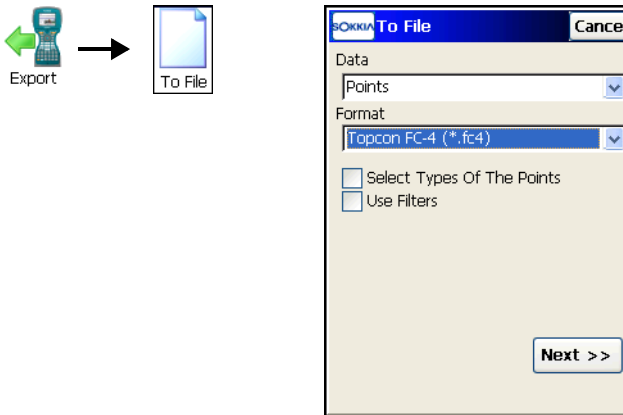 Export
To File
SOKKIA To File Cance
Data
Points
Format
Topcon FC-4 (*.fc4)
Select Types Of The Points
Use Filters
Next >>